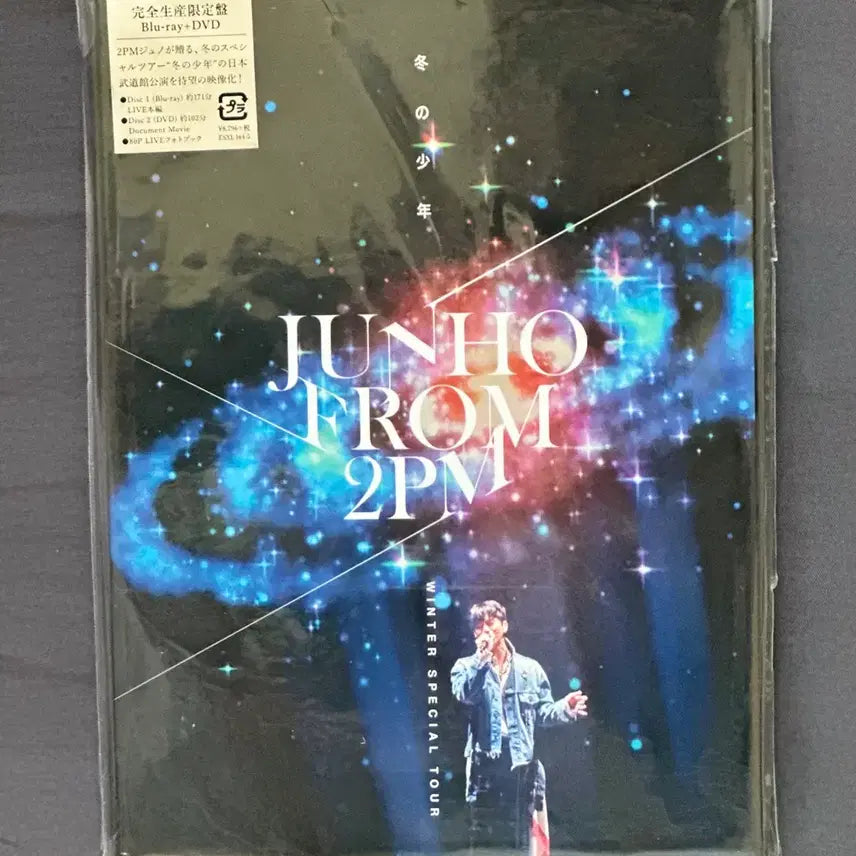 完全生産限定盤
Blu-ray+DVD
2PMジュノが贈る、冬のスペシ
ャルツアー"冬の少年"の日本
武道館公演を待望の映像化!
●Disc 1 (Blu-ray) 約171分
LIVE本編
●Disc 2 (DVD) 約102分
Document Movie
●80P LIVEフォトブック
プラ
冬の少年
JUNHO
FROM
2PM
WINTER SPECIAL TOUR